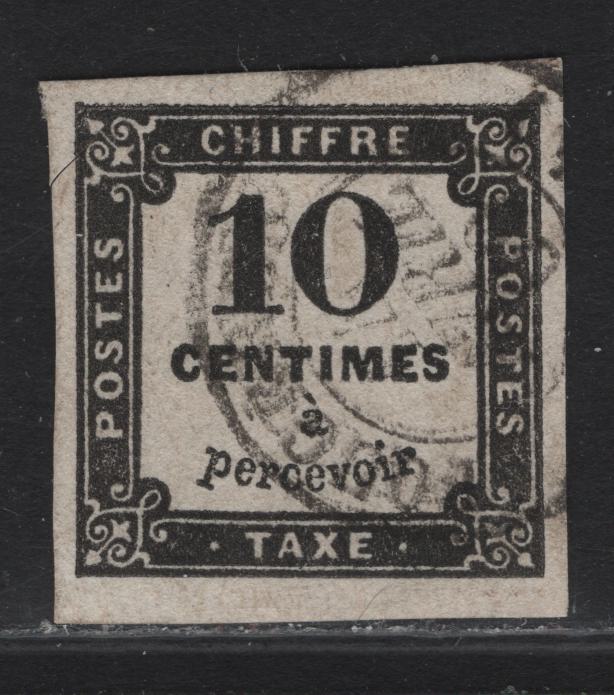 CHIFFRE
POSTES
10
CENTIMES
à
percevoir
POSTES
TAXE